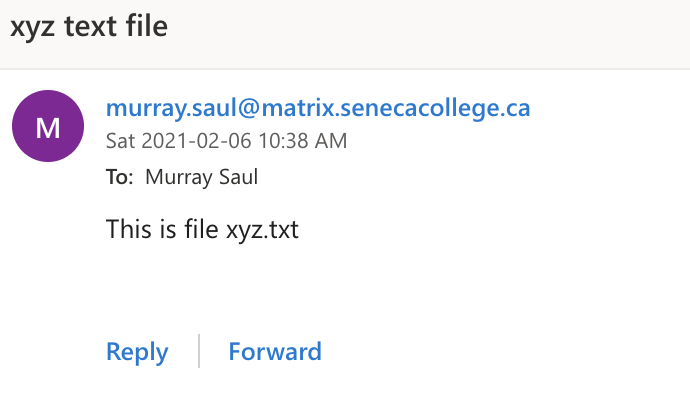 xyz text file
M
murray.saul@matrix.senecacollege.ca
Sat 2021-02-06 10:38 AM
To: Murray Saul
This is file xyz.txt
Reply
Forward